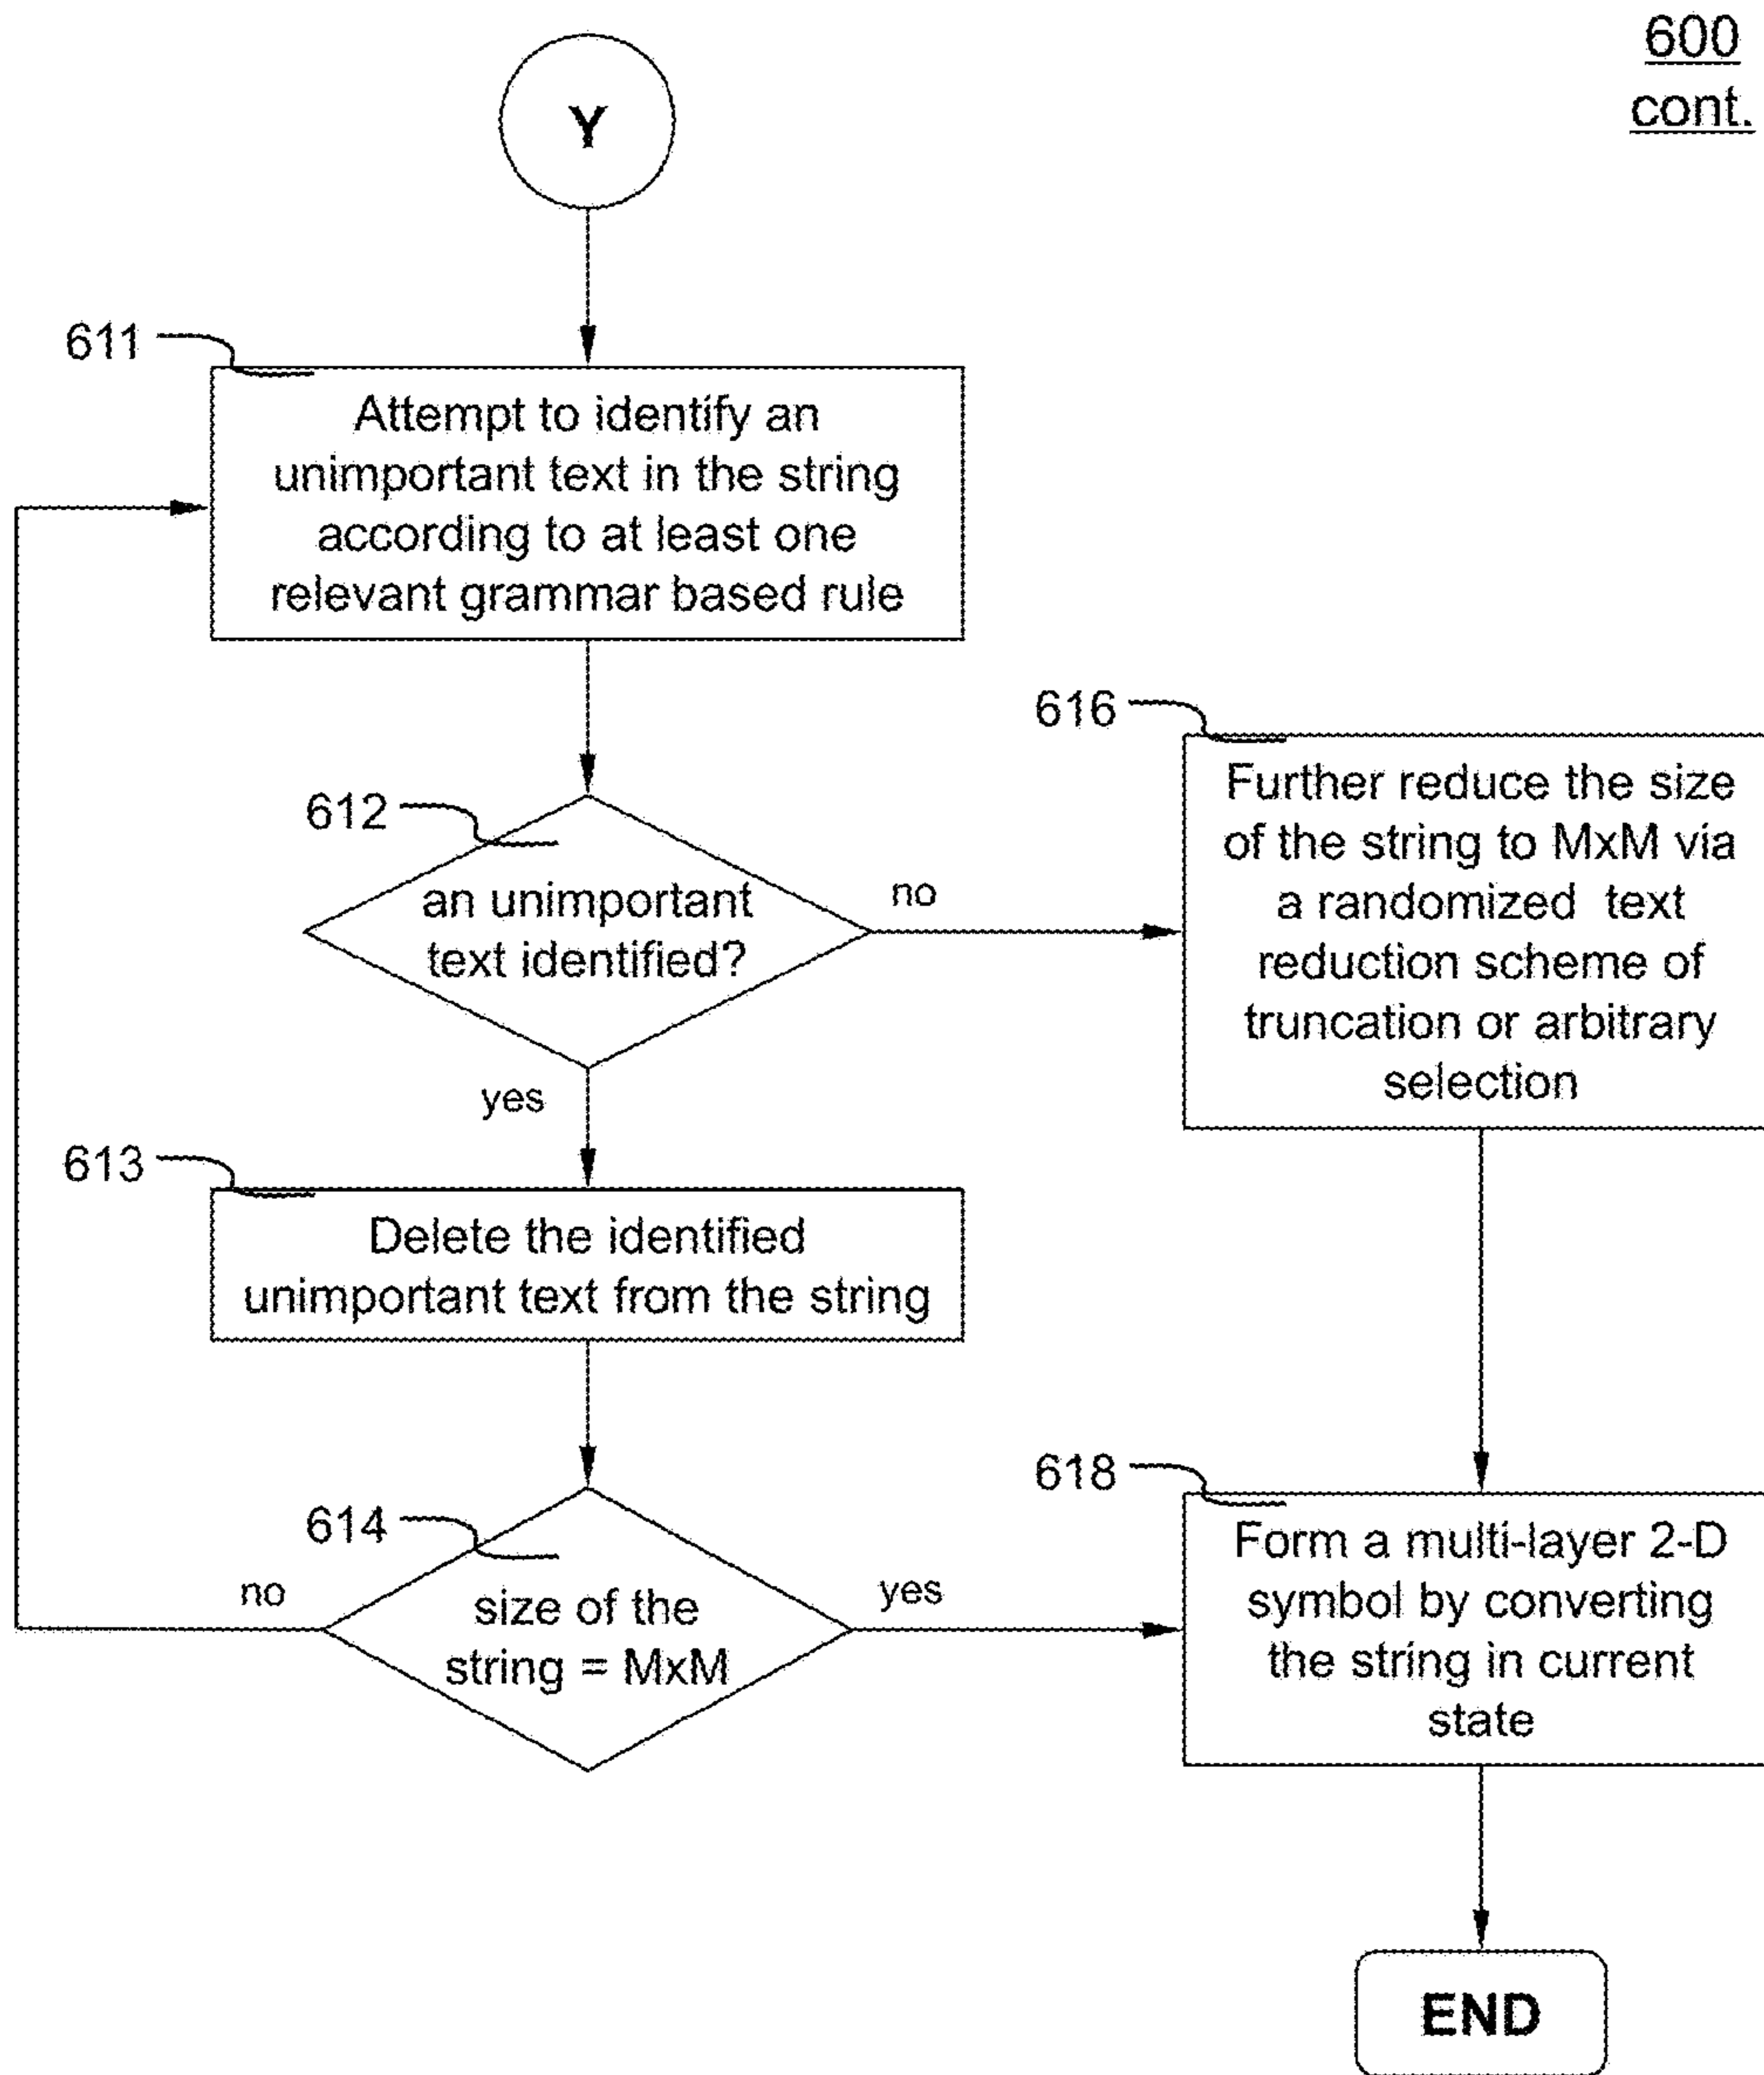 600
cont.
Y
611
Attempt to identify an
unimportant text in the string
according to at least one
relevant grammar based rule
612
an unimportant
text identified?
no
yes
616
Further reduce the size
of the string to MxM via
a randomized text
reduction scheme of
truncation or arbitrary
selection
613
Delete the identified
unimportant text from the string
614
size of the
string = MxM
no
yes
618
Form a multi-layer 2-D
symbol by converting
the string in current
state
END